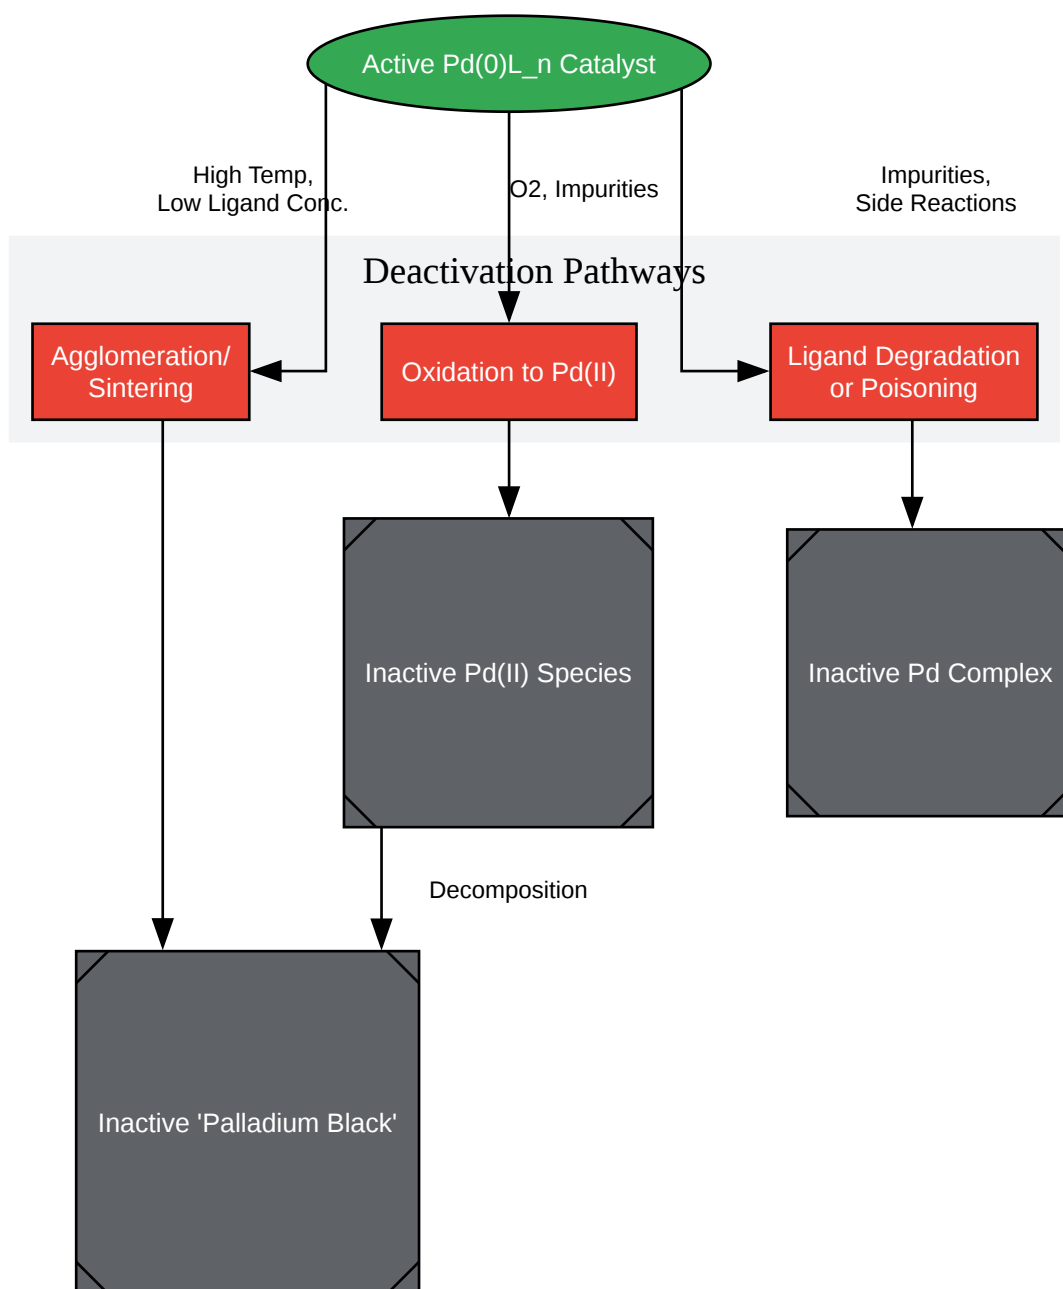 Active Pd(0)L_n Catalyst
High Temp,
Low Ligand Conc.
O2, Impurities
Impurities,
Side Reactions
Deactivation Pathways
Agglomeration/
Sintering
Oxidation to Pd(II)
Ligand Degradation
or Poisoning
Inactive Pd(II) Species
Inactive Pd Complex
Decomposition
Inactive 'Palladium Black'